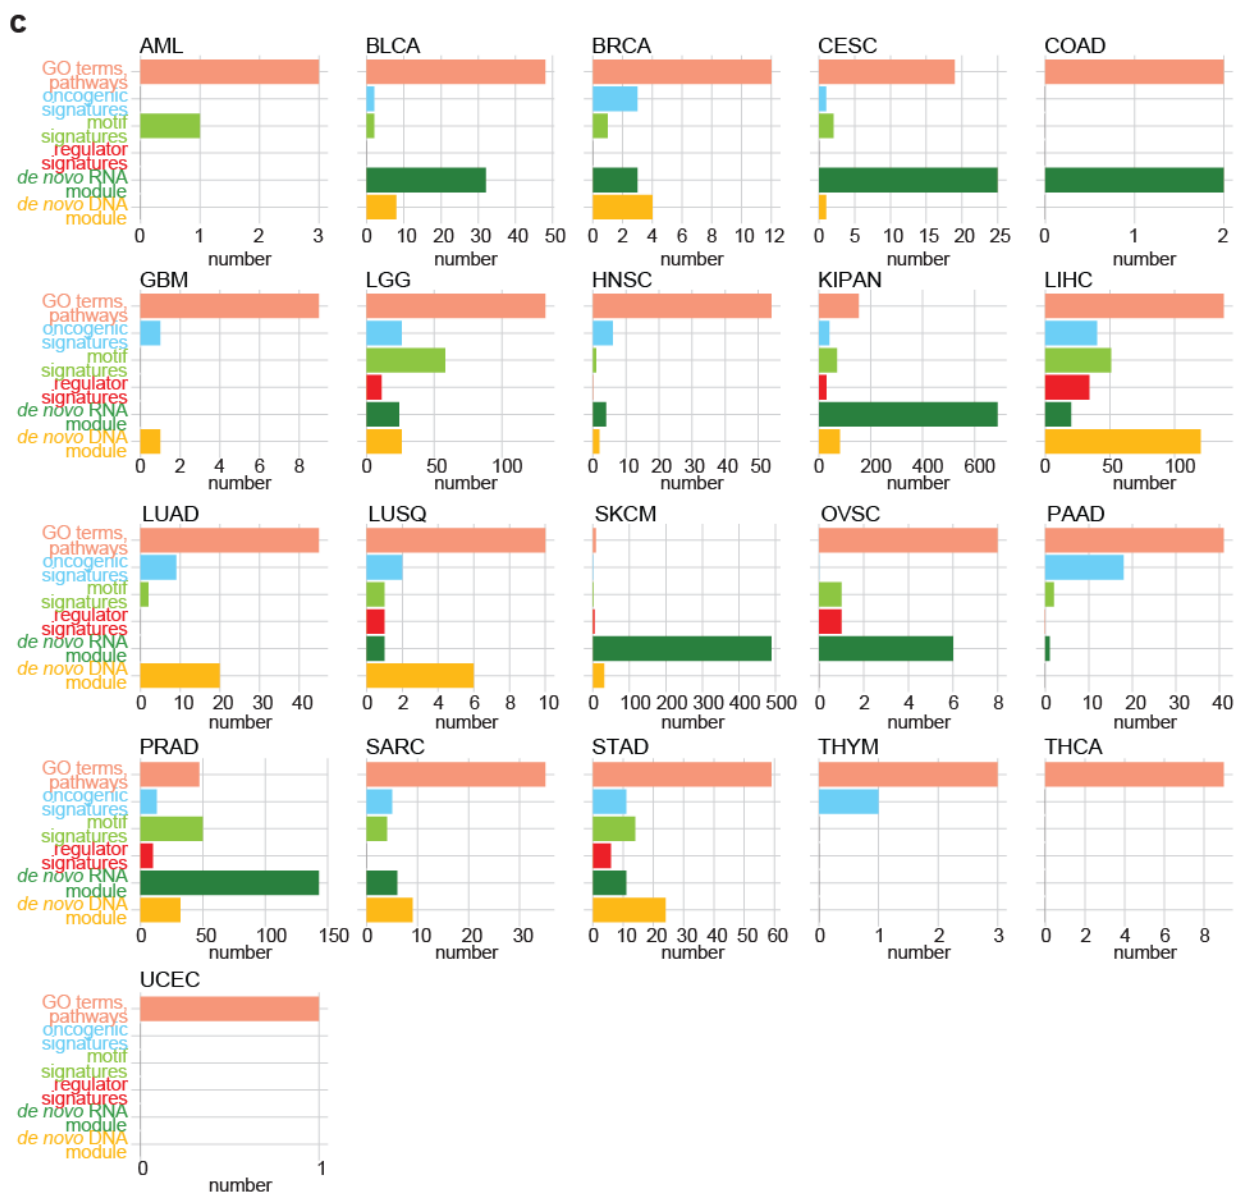 c
AML BLCA BRCA CESC COAD
GO terms,
pathways
oncogenic
signatures
motif
signatures
regulator
signatures
de novo RNA
module
de novo DNA
module
0 1 2 3 0 10 20 30 40 50 0 2 4 6 8 10 12 0 5 10 15 20 25 0 1 2
number number number number number
GBM LGG HNSC KIPAN LIHC
GO terms,
pathways
oncogenic
signatures
motif
signatures
regulator
signatures
de novo RNA
module
de novo DNA
module
0 2 4 6 8 0 50 100 0 10 20 30 40 50 0 200 400 600 0 50 100
number number number number number
LUAD LUSQ SKCM OVSC PAAD
GO terms,
pathways
oncogenic
signatures
motif
signatures
regulator
signatures
de novo RNA
module
de novo DNA
module
0 10 20 30 40 0 2 4 6 8 10 0 100 200 300 400 500 0 2 4 6 8 0 10 20 30 40
number number number number number
PRAD SARC STAD THYM THCA
GO terms,
pathways
oncogenic
signatures
motif
signatures
regulator
signatures
de novo RNA
module
de novo DNA
module
0 50 100 150 0 10 20 30 0 10 20 30 40 50 60 0 1 2 3 0 2 4 6 8
number number number number number
UCEC
GO terms,
pathways
oncogenic
signatures
motif
signatures
regulator
signatures
de novo RNA
module
de novo DNA
module
0 1
number